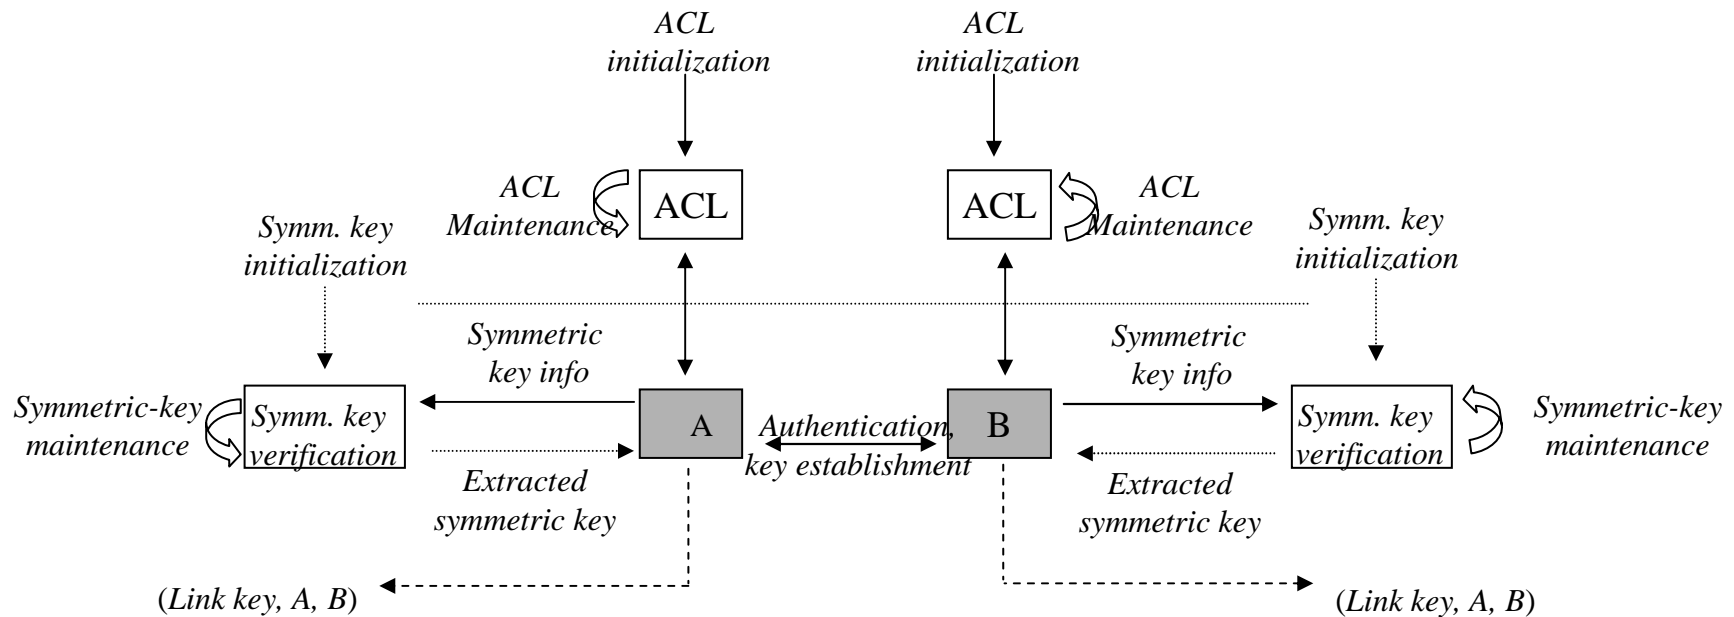 ACL
initialization
ACL
initialization
ACL
Maintenance
ACL
ACL
ACL
Maintenance
Symm. key
initialization
Symm. key
initialization
Symmetric
key info
Symmetric
key info
Symmetric-key
maintenance
Symm. key
verification
A
Authentication,
key establishment
B
Symm. key
verification
Symmetric-key
maintenance
Extracted
symmetric key
Extracted
symmetric key
(Link key, A, B)
(Link key, A, B)